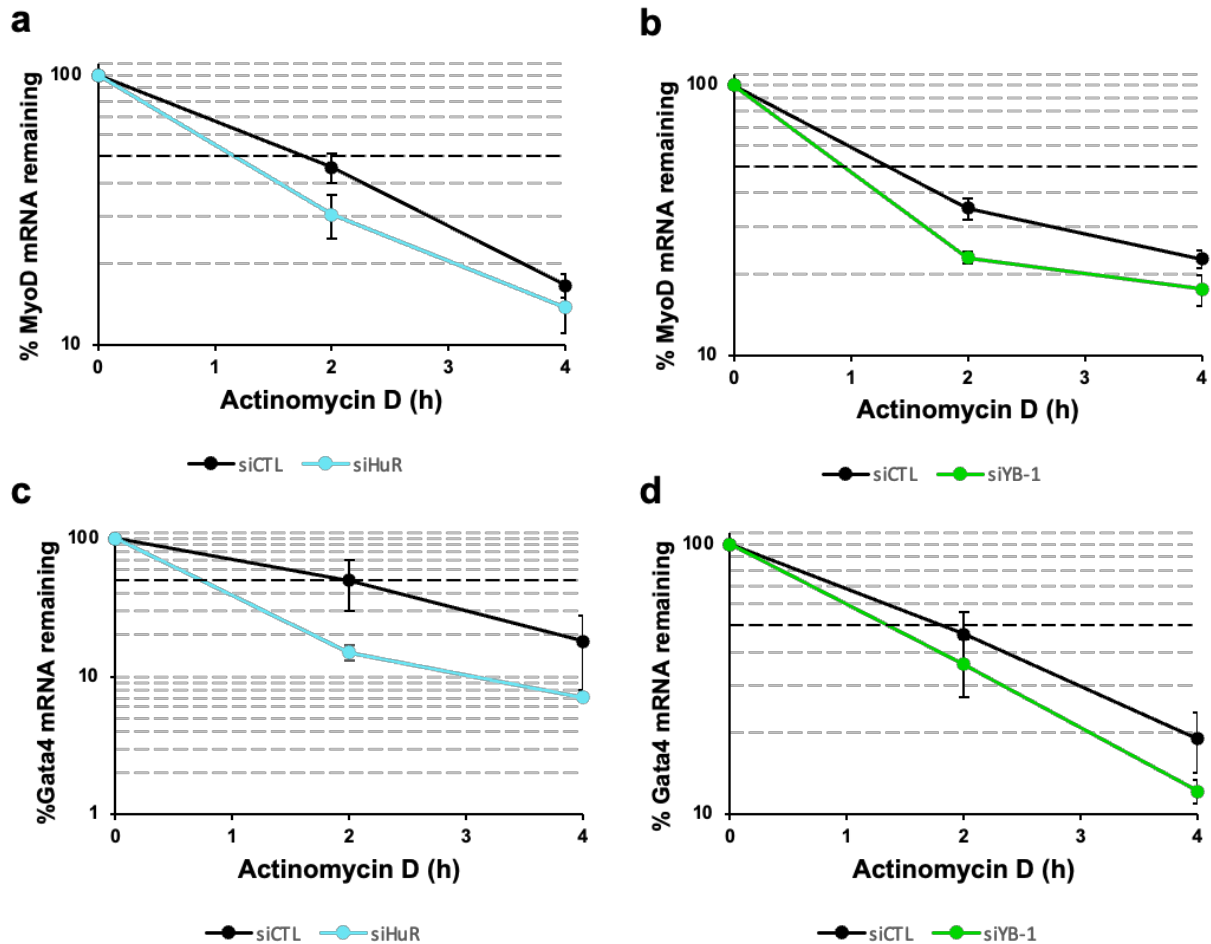 a
% MyoD mRNA remaining
100
10
0 1 2 3 4
Actinomycin D (h)
siCTL siHuR
b
% MyoD mRNA remaining
100
10
0 1 2 3 4
Actinomycin D (h)
siCTL siYB-1
c
%Gata4 mRNA remaining
100
10
1
0 1 2 3 4
Actinomycin D (h)
siCTL siHuR
d
% Gata4 mRNA remaining
100
10
0 1 2 3 4
Actinomycin D (h)
siCTL siYB-1